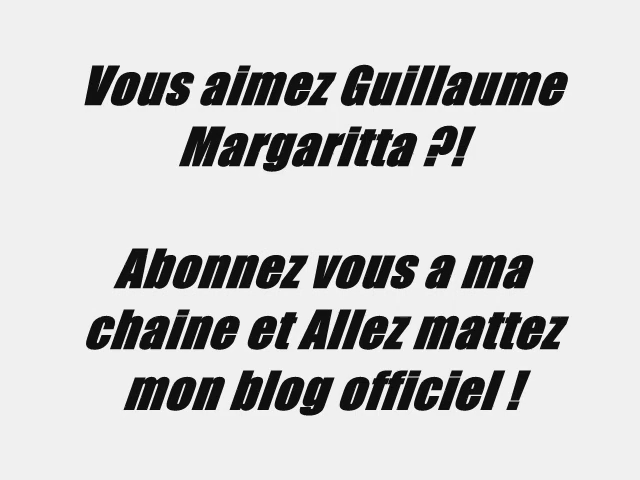 Vous aimez Guillaume
Margaritta ?!
Abonnez vous a ma
chaine et Allez mattez
mon blog officiel !